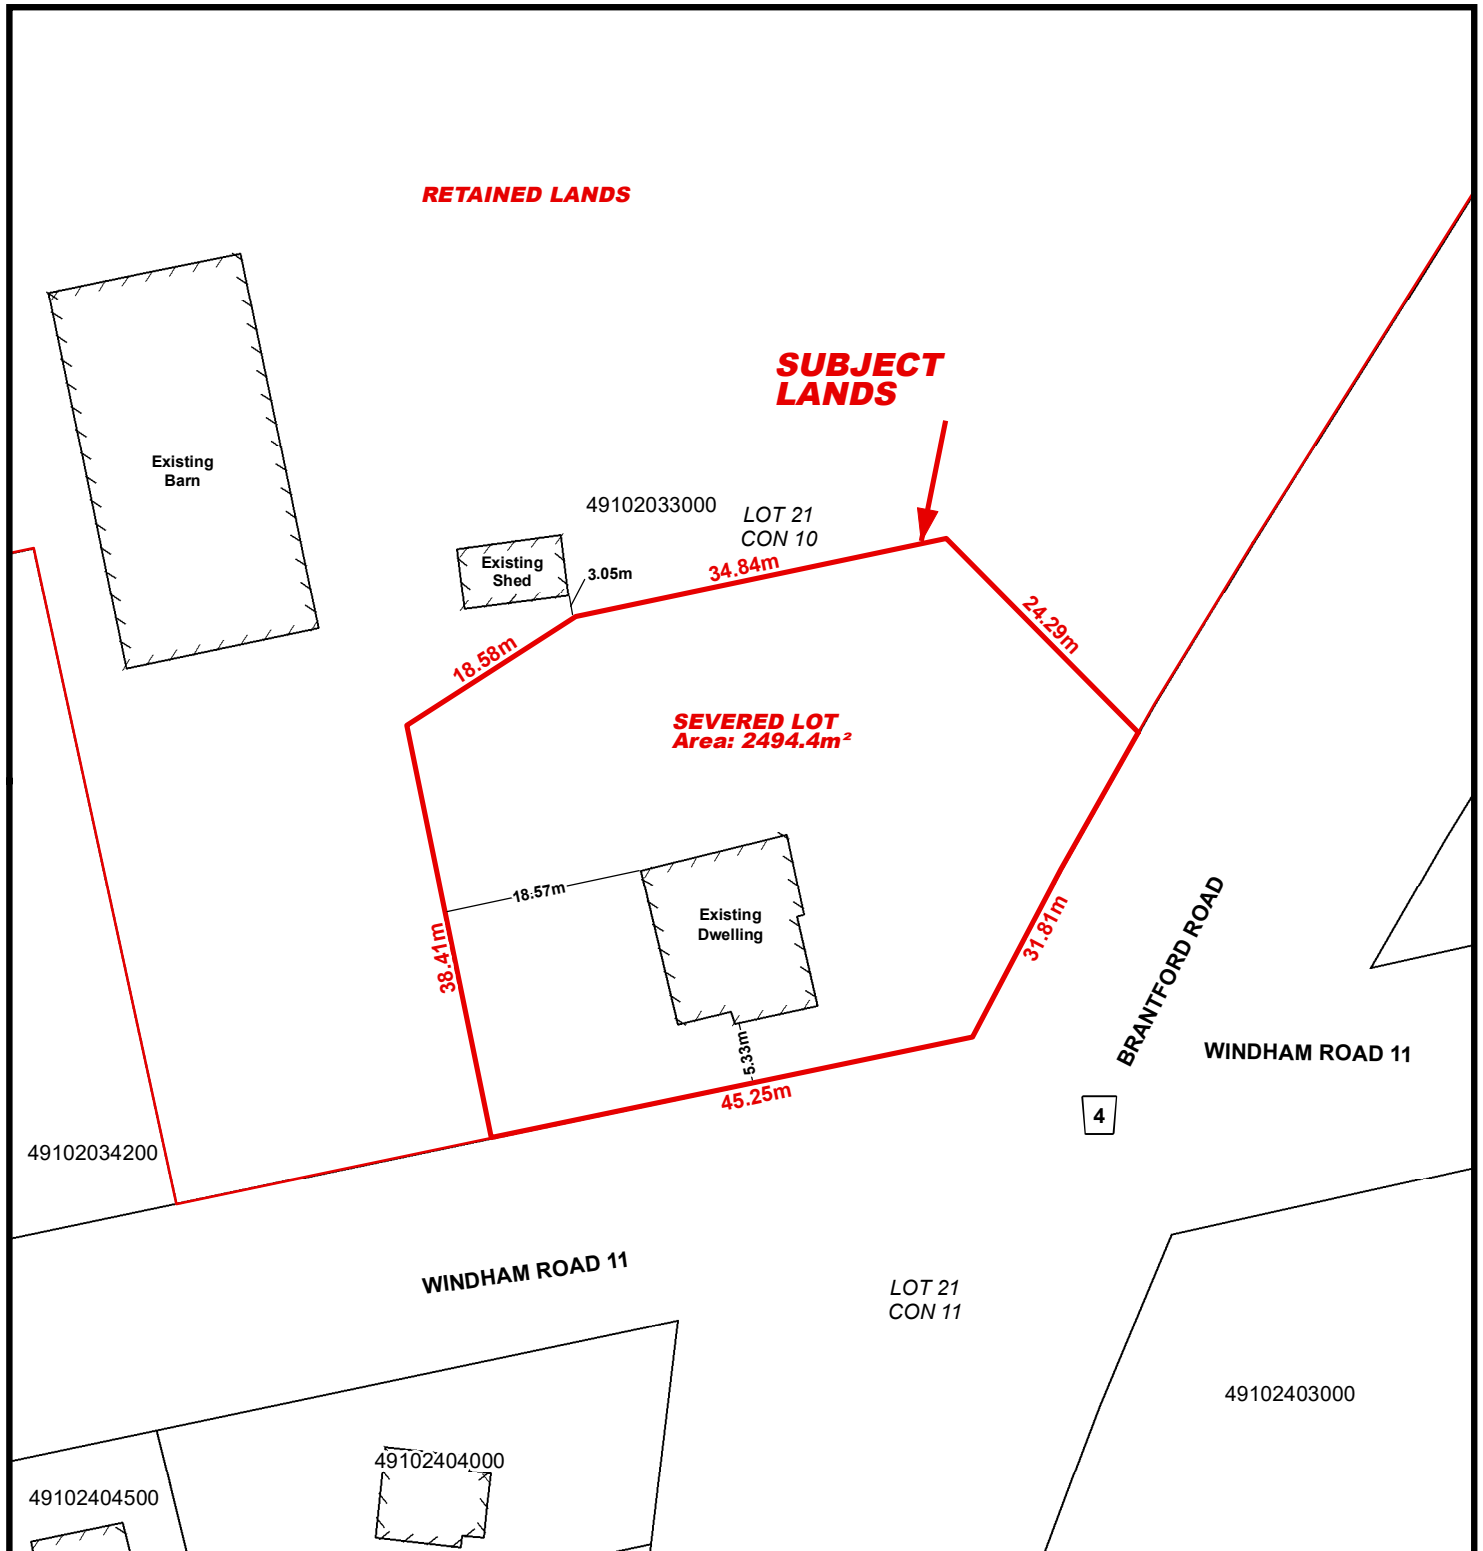 RETAINED LANDS
SUBJECT
LANDS
Existing
Barn
49102033000
LOT 21
CON 10
Existing
Shed
3.05m
34.84m
24.29m
18.58m
SEVERED LOT
Area: 2494.4m²
18.57m
Existing
Dwelling
38.41m
31.81m
BRANTFORD ROAD
5.33m
45.25m
WINDHAM ROAD 11
4
49102034200
WINDHAM ROAD 11
LOT 21
CON 11
49102403000
49102404000
49102404500